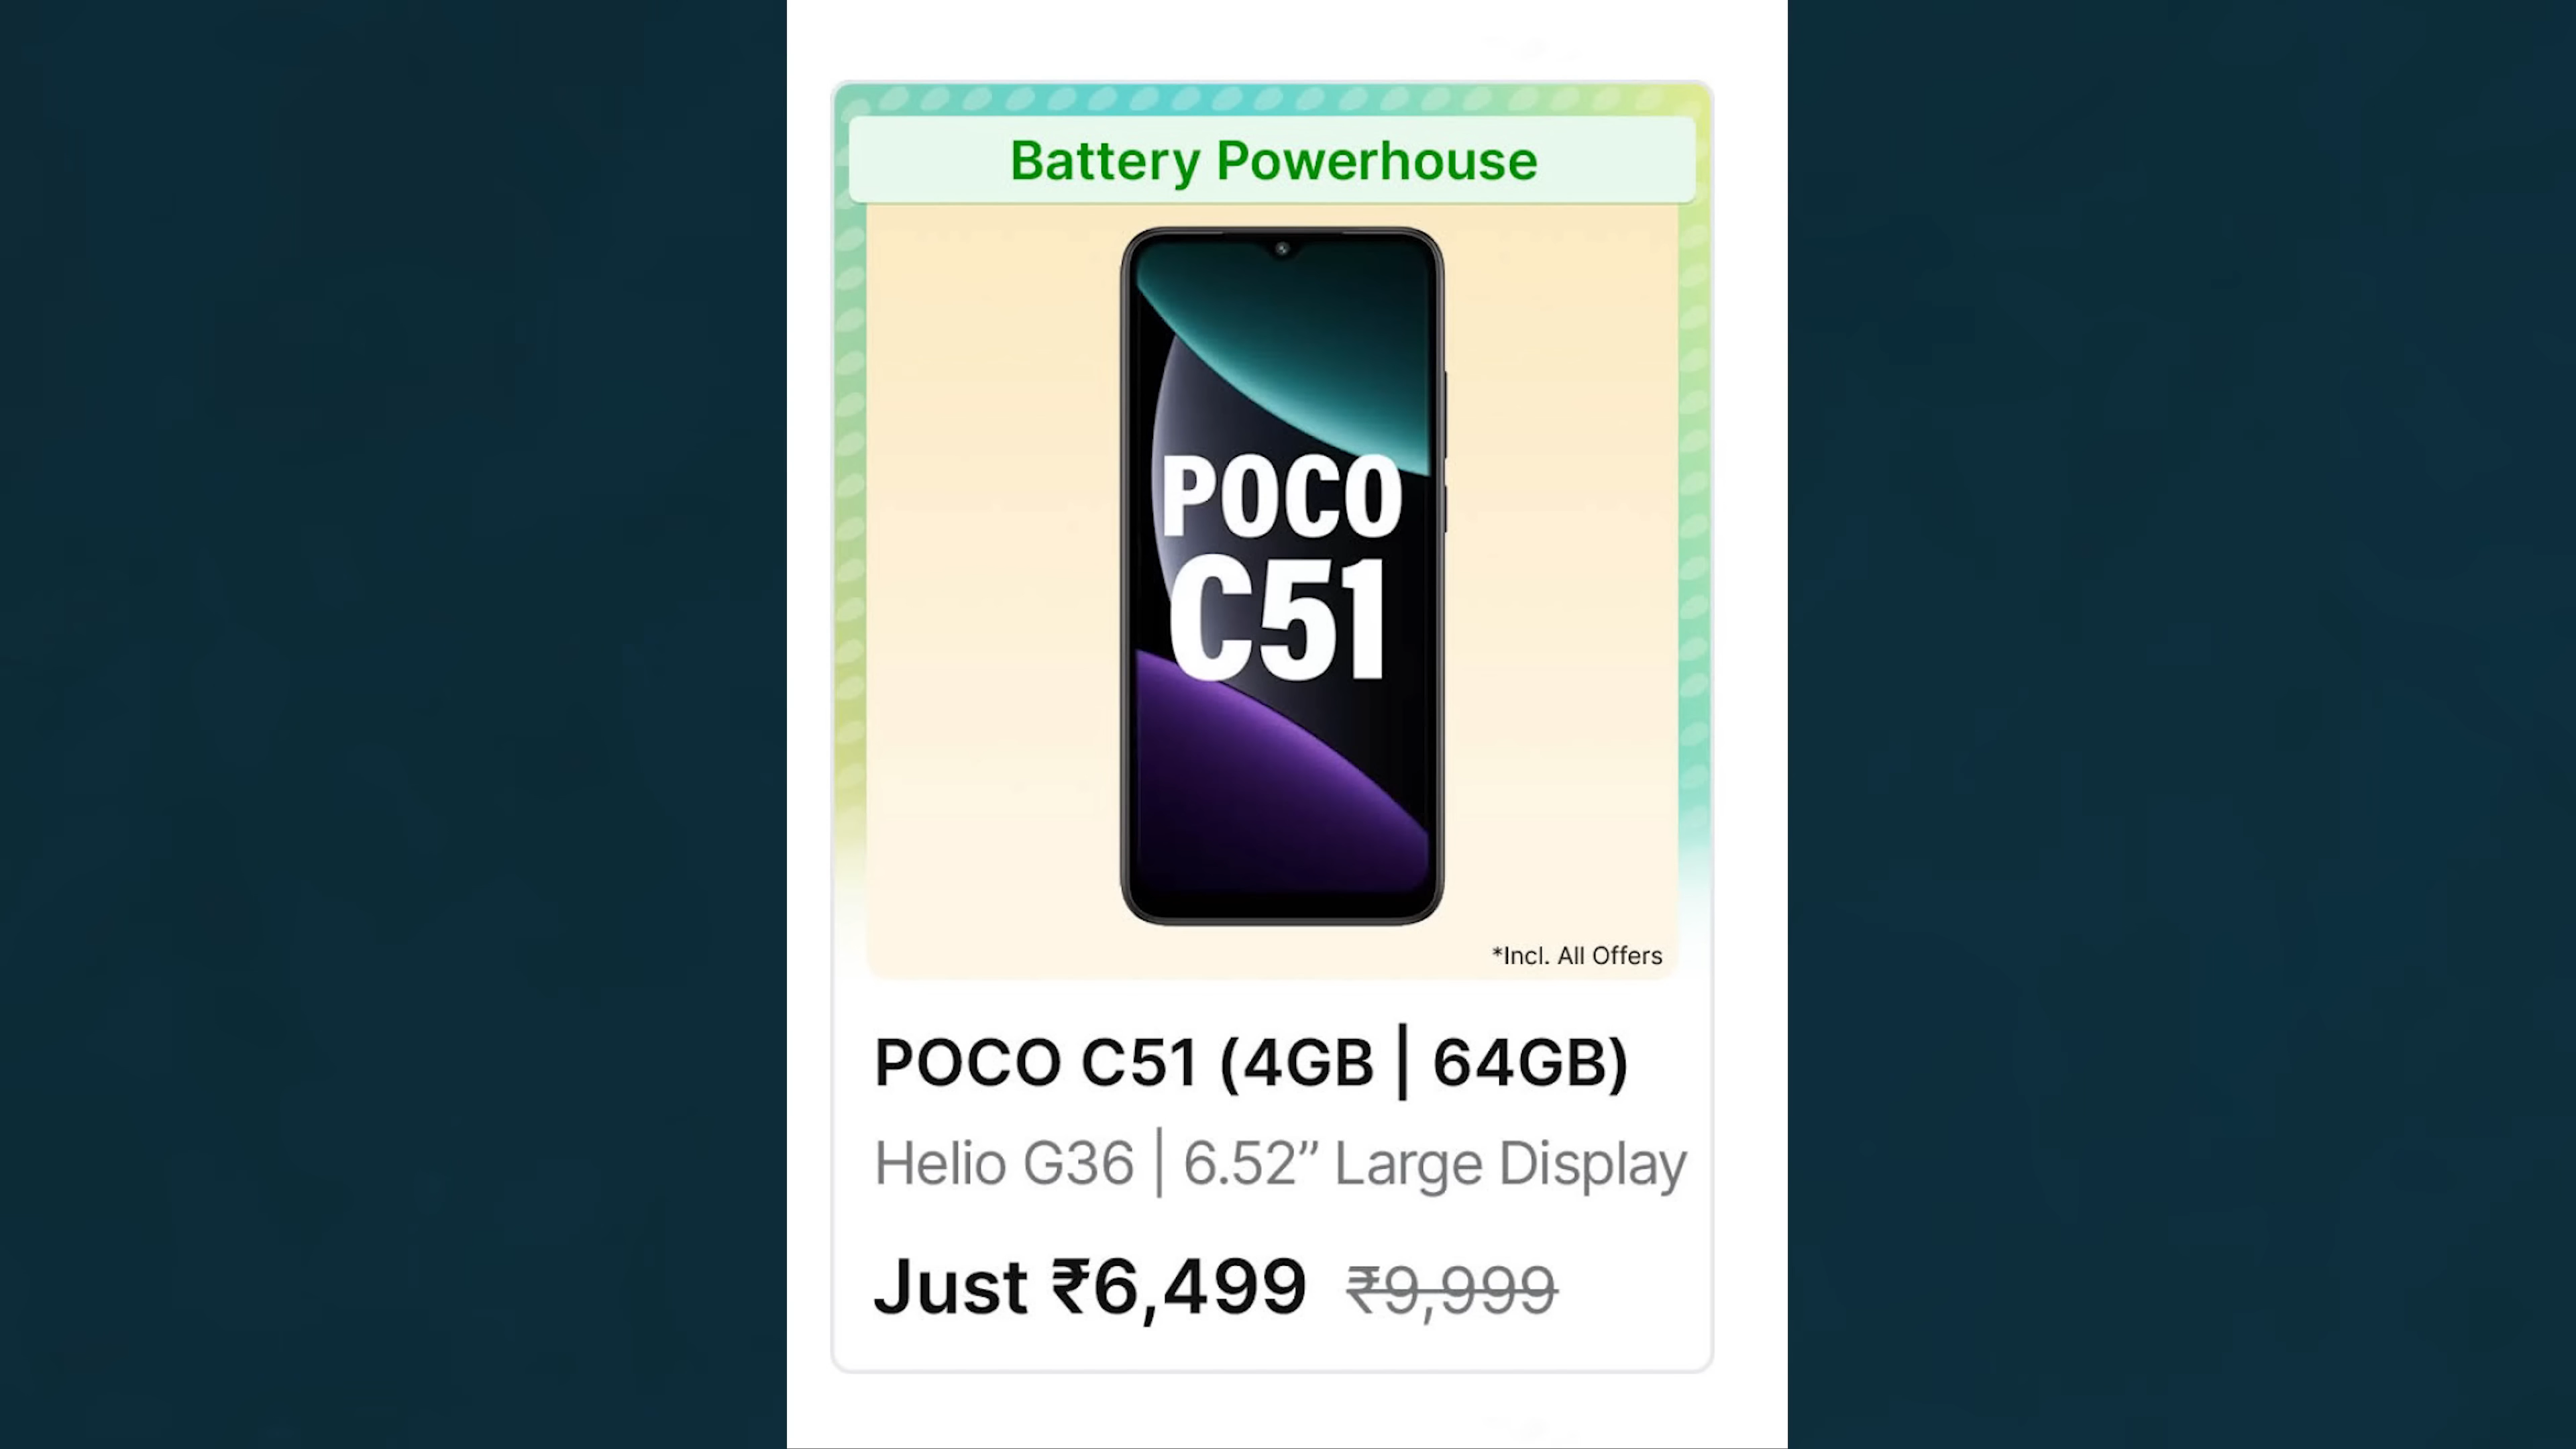 Battery Powerhouse
POCO
C51
*Incl. All Offers
POCO C51 (4GB | 64GB)
Helio G36 | 6.52” Large Display
Just ₹6,499 ₹9,999